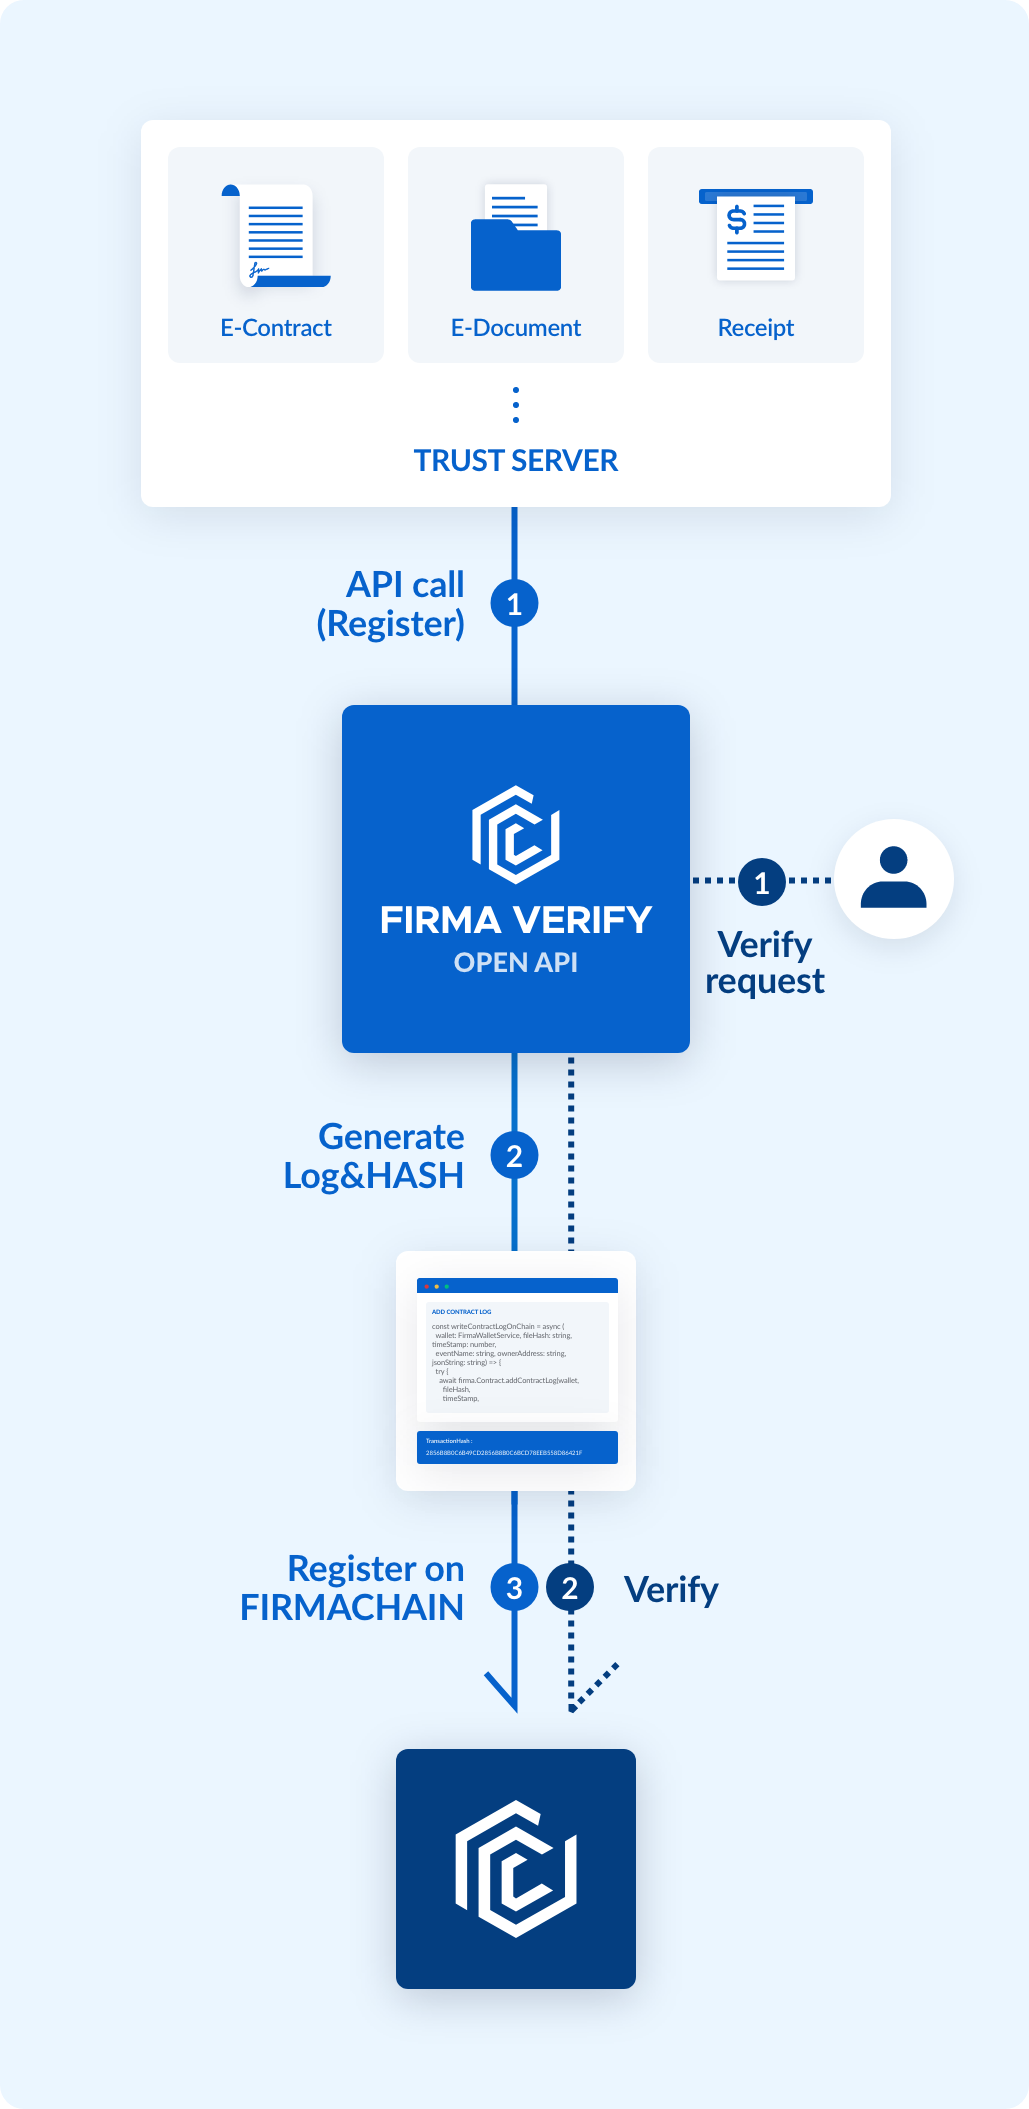 E-Contract
E-Document
Receipt
$
TRUST SERVER
API call
(Register)
1
FIRMA VERIFY
OPEN API
1
Verify
request
Generate
Log&HASH
2
ADD CONTRACT LOG
const writeContractLogOnChain = async (
wallet: FirmaWalletService, fileHash: string,
timeStamp: number,
eventName: string, ownerAddress: string,
jsonString: string) => {
try {
await firma.Contract.addContractLog(wallet,
fileHash,
timeStamp,
TransactionHash :
2856B8B0C6B49CD2856B8B0C6BCD78EEB558D86421F
Register on
FIRMACHAIN
3
2
Verify